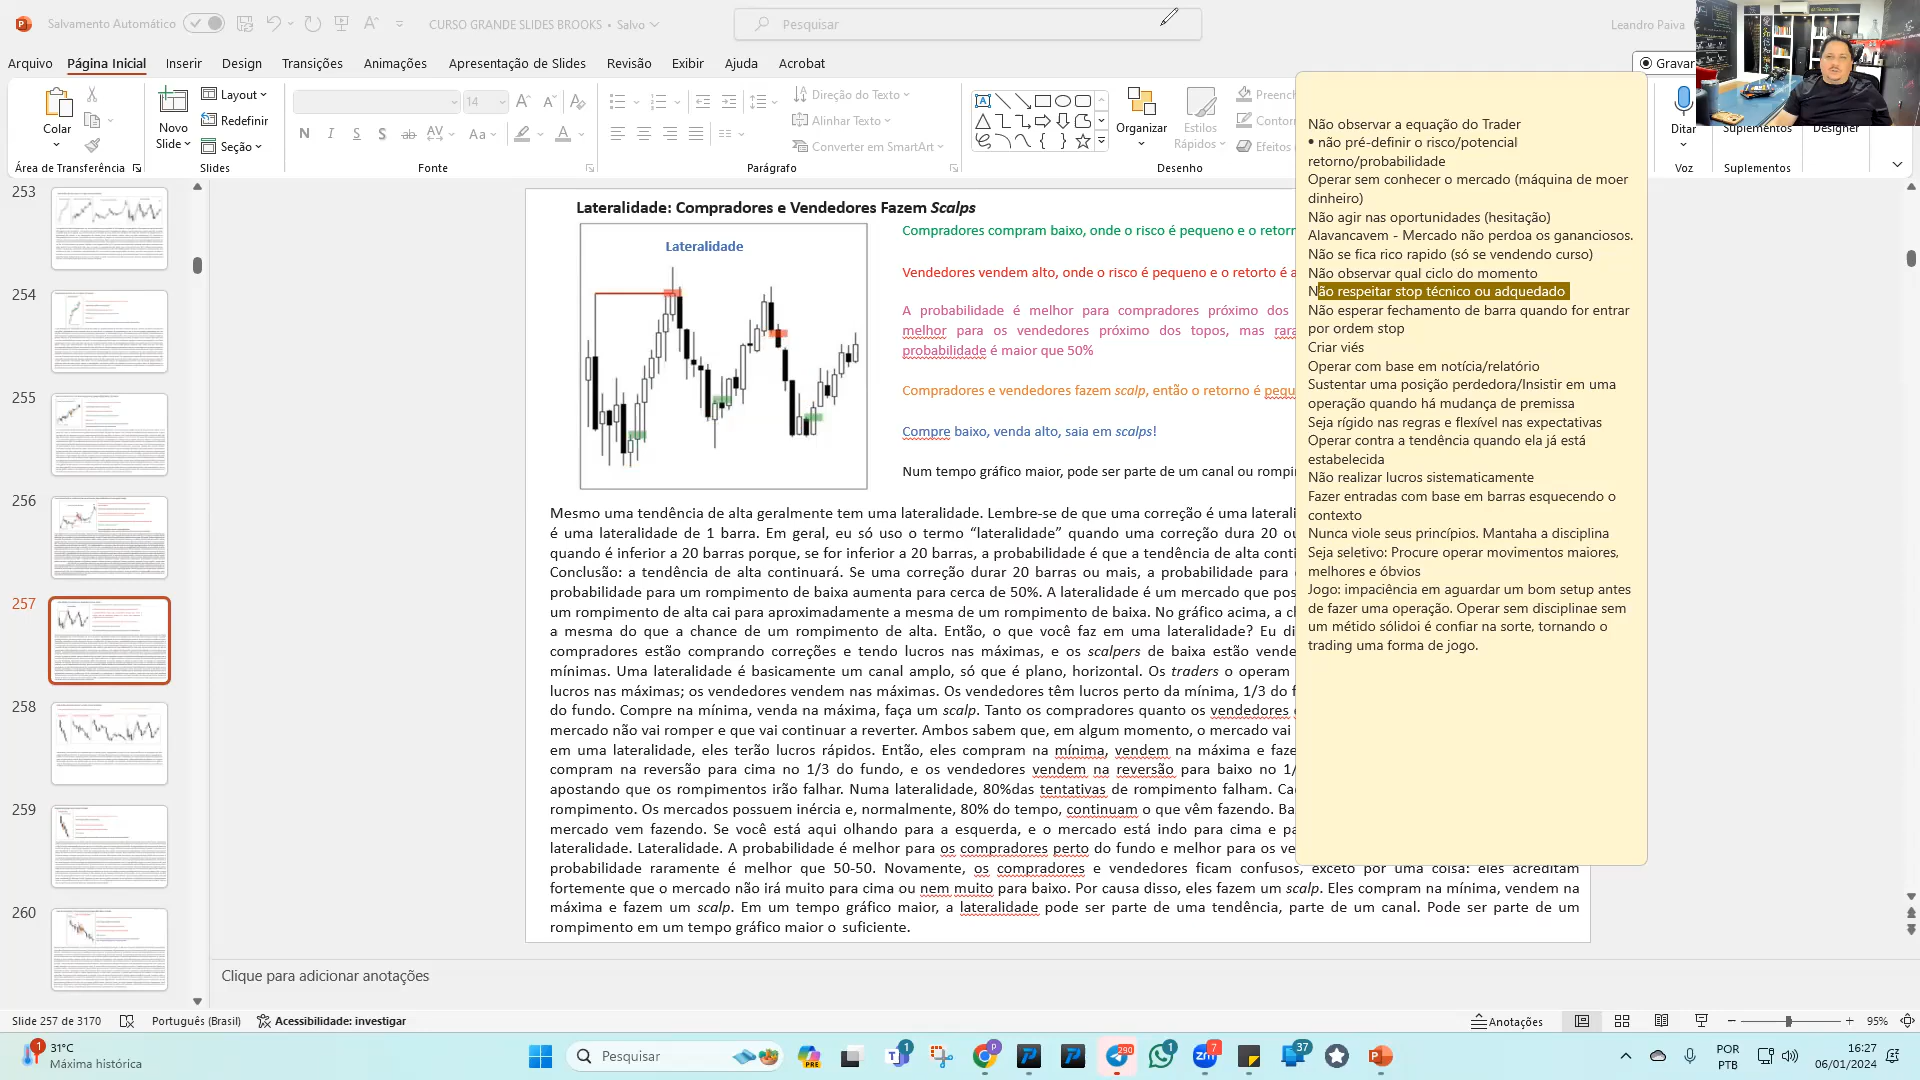 Salvamento Automático
CURSO GRANDE SLIDES BROOKS • Salvo
Pesquisar
Leandro Paiva
Arquivo
Página Inicial
Inserir
Design
Transições
Animações
Apresentação de Slides
Revisão
Exibir
Ajuda
Acrobat
Gravar
Colar
Novo
Slide
Layout
Redefinir
Seção
14
N I S S ab AV Aa A
Direção do Texto
Alinhar Texto
Converter em SmartArt
Organizar
Estilos
Rápidos
Preench
Contor
Efeitos
Ditar
Suplementos
Designer
Área de Transferência
Slides
Fonte
Parágrafo
Desenho
Voz
Suplementos
253
254
255
256
257
258
259
260
Lateralidade: Compradores e Vendedores Fazem Scalps
Lateralidade
Compradores compram baixo, onde o risco é pequeno e o retorn
Vendedores vendem alto, onde o risco é pequeno e o retorto é a
A probabilidade é melhor para compradores próximo dos
melhor para os vendedores próximo dos topos, mas rara
probabilidade é maior que 50%
Compradores e vendedores fazem scalp, então o retorno é pequ
Compre baixo, venda alto, saia em scalps!
Num tempo gráfico maior, pode ser parte de um canal ou rompi
Mesmo uma tendência de alta geralmente tem uma lateralidade. Lembre-se de que uma correção é uma laterali
é uma lateralidade de 1 barra. Em geral, eu só uso o termo “lateralidade” quando uma correção dura 20 ou
quando é inferior a 20 barras porque, se for inferior a 20 barras, a probabilidade é que a tendência de alta conti
Conclusão: a tendência de alta continuará. Se uma correção durar 20 barras ou mais, a probabilidade para
probabilidade para um rompimento de baixa aumenta para cerca de 50%. A lateralidade é um mercado que pos
um rompimento de alta cai para aproximadamente a mesma de um rompimento de baixa. No gráfico acima, a c
a mesma do que a chance de um rompimento de alta. Então, o que você faz em uma lateralidade? Eu di
compradores estão comprando correções e tendo lucros nas máximas, e os scalpers de baixa estão vende
mínimas. Uma lateralidade é basicamente um canal amplo, só que é plano, horizontal. Os traders o operam
lucros nas máximas; os vendedores vendem nas máximas. Os vendedores têm lucros perto da mínima, 1/3 do f
do fundo. Compre na mínima, venda na máxima, faça um scalp. Tanto os compradores quanto os vendedores
mercado não vai romper e que vai continuar a reverter. Ambos sabem que, em algum momento, o mercado vai
em uma lateralidade, eles terão lucros rápidos. Então, eles compram na mínima, vendem na máxima e faze
compram na reversão para cima no 1/3 do fundo, e os vendedores vendem na reversão para baixo no 1/
apostando que os rompimentos irão falhar. Numa lateralidade, 80%das tentativas de rompimento falham. Ca
rompimento. Os mercados possuem inércia e, normalmente, 80% do tempo, continuam o que vêm fazendo. Ba
mercado vem fazendo. Se você está aqui olhando para a esquerda, e o mercado está indo para cima e pa
lateralidade. Lateralidade. A probabilidade é melhor para os compradores perto do fundo e melhor para os ve
probabilidade raramente é melhor que 50-50. Novamente, os compradores e vendedores ficam confusos, exceto por uma coisa: eles acreditam
fortemente que o mercado não irá muito para cima ou nem muito para baixo. Por causa disso, eles fazem um scalp. Eles compram na mínima, vendem na
máxima e fazem um scalp. Em um tempo gráfico maior, a lateralidade pode ser parte de uma tendência, parte de um canal. Pode ser parte de um
rompimento em um tempo gráfico maior o suficiente.
Não observar a equação do Trader
• não pré-definir o risco/potencial
retorno/probabilidade
Operar sem conhecer o mercado (máquina de moer
dinheiro)
Não agir nas oportunidades (hesitação)
Alavancavem - Mercado não perdoa os gananciosos.
Não se fica rico rapido (só se vendendo curso)
Não observar qual ciclo do momento
Não respeitar stop técnico ou adquedado
Não esperar fechamento de barra quando for entrar
por ordem stop
Criar viés
Operar com base em notícia/relatório
Sustentar uma posição perdedora/Insistir em uma
operação quando há mudança de premissa
Seja rígido nas regras e flexível nas expectativas
Operar contra a tendência quando ela já está
estabelecida
Não realizar lucros sistematicamente
Fazer entradas com base em barras esquecendo o
contexto
Nunca viole seus princípios. Mantaha a disciplina
Seja seletivo: Procure operar movimentos maiores,
melhores e óbvios
Jogo: impaciência em aguardar um bom setup antes
de fazer uma operação. Operar sem disciplinae sem
um métido sólidoi é confiar na sorte, tornando o
trading uma forma de jogo.
Clique para adicionar anotações
Slide 257 de 3170
Português (Brasil)
Acessibilidade: investigar
Anotações
95%
1
31°C
Máxima histórica
Pesquisar
PRE
1
P
290
1
zm
7
37
POR
PTB
16:27
06/01/2024